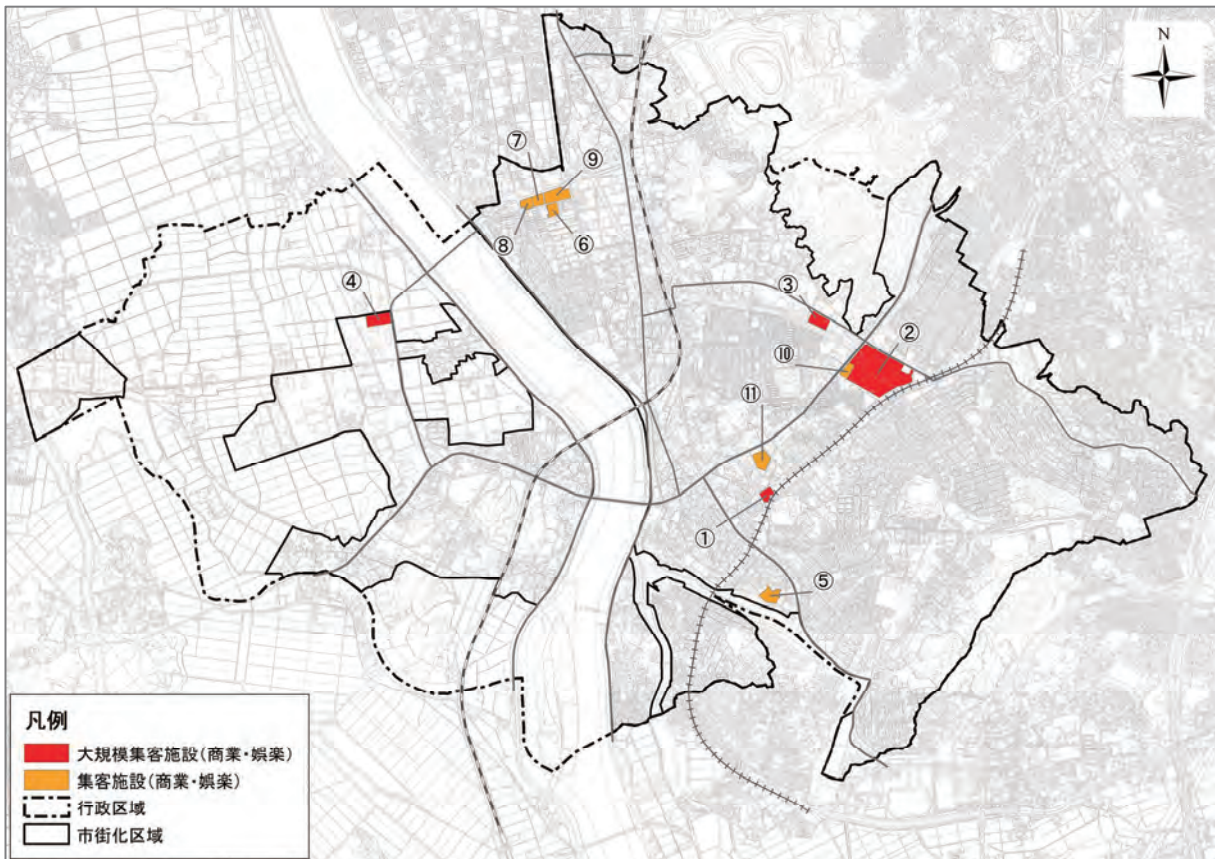 N
⑦
⑨
⑧
⑥
④
③
②
⑩
⑪
①
⑤
凡例
大規模集客施設(商業・娯楽)
集客施設(商業・娯楽)
行政区域
市街化区域